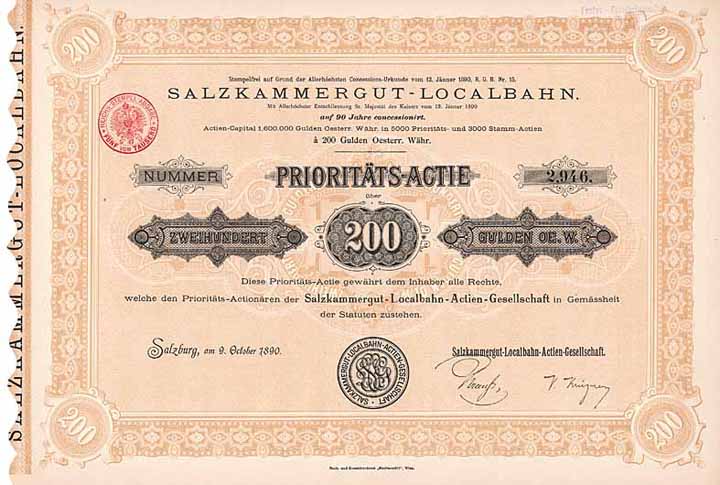 200
200
Stempelfrei auf Grund der Allerhöchsten Concessions-Urkunde vom 13. Jänner 1890, R. G. B. Nr. 15.
SALZKAMMERGUT-LOCALBAHN.
Mit Allerhöchster Entschliessung Sr. Majestät des Kaisers vom 13. Jänner 1890
auf 90 Jahre concessionirt.
Actien-Capital 1,600.000 Gulden Oesterr. Währ. in 5000 Prioritäts- und 3000 Stamm-Actien
à 200 Gulden Oesterr. Währ.
NUMMER
PRIORITÄTS-ACTIE
2.946.
über
ZWEIHUNDERT
200
GULDEN OE. W.
Diese Prioritäts-Actie gewährt dem Inhaber alle Rechte,
welche den Prioritäts-Actionären der Salzkammergut-Localbahn-Actien-Gesellschaft in Gemässheit
der Statuten zustehen.
Salzburg, am 9. October 1890.
SALZKAMMERGUT-LOCALBAHN-ACTIEN-GESELLSCHAFT
Salzkammergut-Localbahn-Actien-Gesellschaft.
200
200
SALZKAMMERGUT-LOCALBAHN.